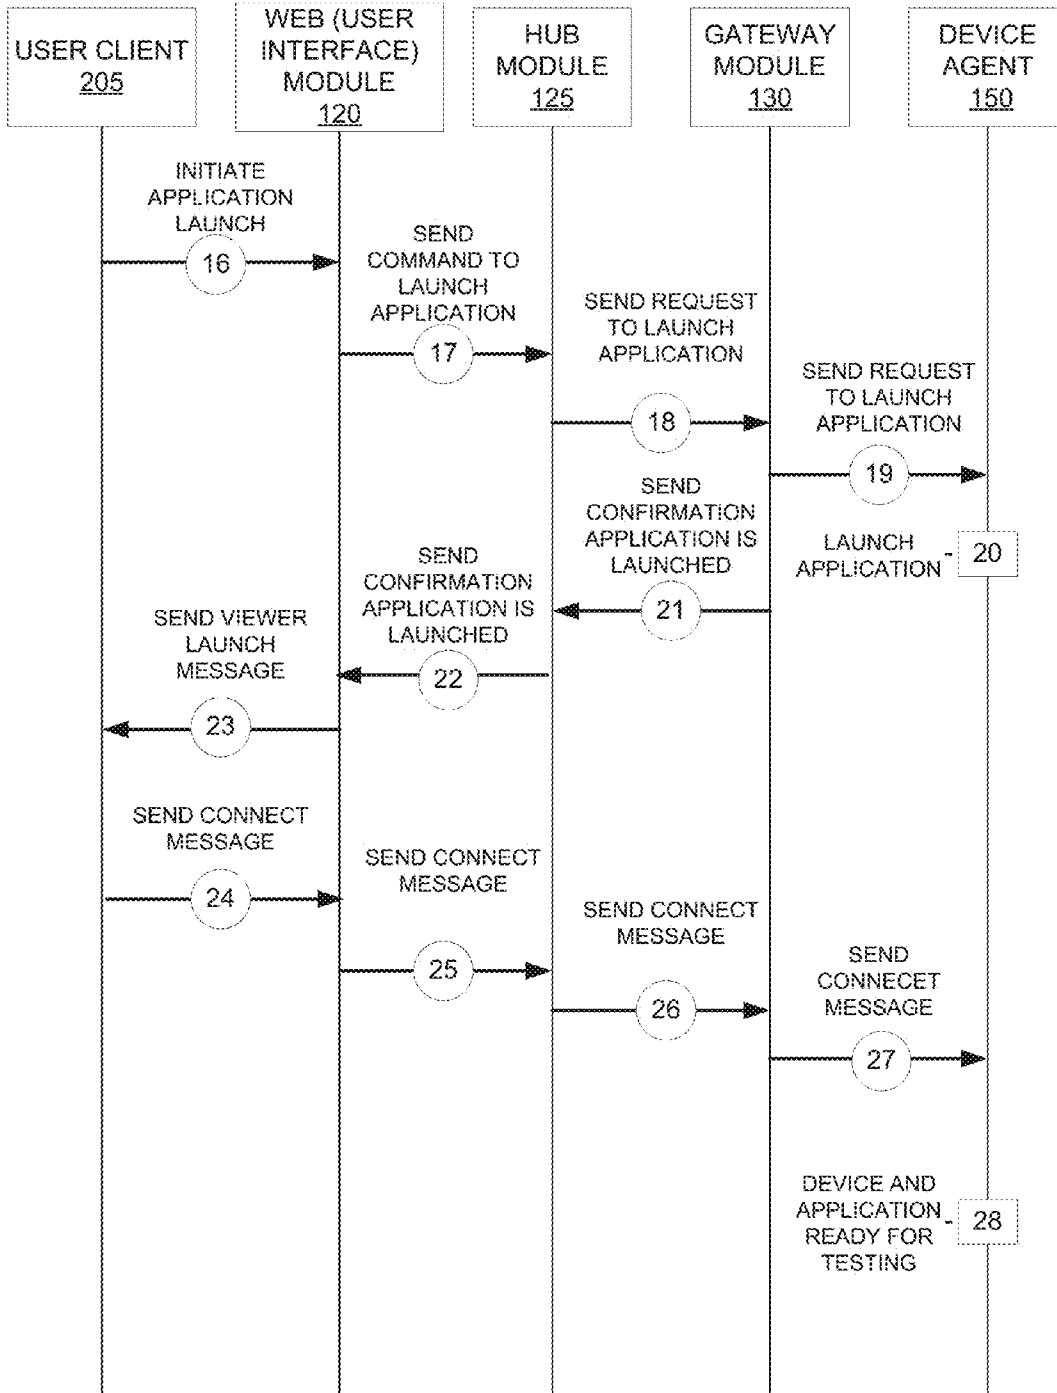 USER CLIENT
205
WEB (USER
INTERFACE)
MODULE
120
HUB
MODULE
125
GATEWAY
MODULE
130
DEVICE
AGENT
150
INITIATE
APPLICATION
LAUNCH
16
SEND
COMMAND TO
LAUNCH
APPLICATION
17
SEND REQUEST
TO LAUNCH
APPLICATION
18
SEND REQUEST
TO LAUNCH
APPLICATION
19
LAUNCH
APPLICATION
20
SEND
CONFIRMATION
APPLICATION IS
LAUNCHED
21
SEND
CONFIRMATION
APPLICATION IS
LAUNCHED
22
SEND VIEWER
LAUNCH
MESSAGE
23
SEND CONNECT
MESSAGE
24
SEND CONNECT
MESSAGE
25
SEND CONNECT
MESSAGE
26
SEND
CONNECET
MESSAGE
27
DEVICE AND
APPLICATION
READY FOR
TESTING
28